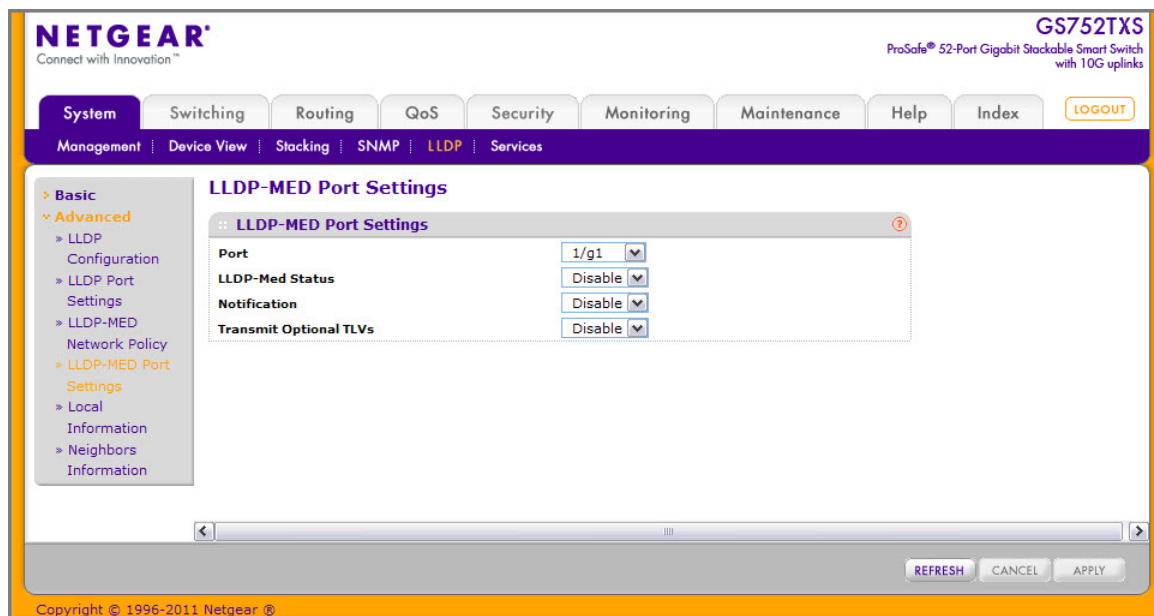 NETGEAR®
Connect with Innovation™
GS752TXS
ProSafe® 52-Port Gigabit Stackable Smart Switch
with 10G uplinks
System Switching Routing QoS Security Monitoring Maintenance Help Index LOGOUT
Management Device View Stacking SNMP LLDP Services
Basic
Advanced
» LLDP
Configuration
» LLDP Port
Settings
» LLDP-MED
Network Policy
» LLDP-MED Port
Settings
» Local
Information
» Neighbors
Information
LLDP-MED Port Settings
LLDP-MED Port Settings ?
Port 1/g1
LLDP-Med Status Disable
Notification Disable
Transmit Optional TLVs Disable
REFRESH CANCEL APPLY
Copyright © 1996-2011 Netgear ®